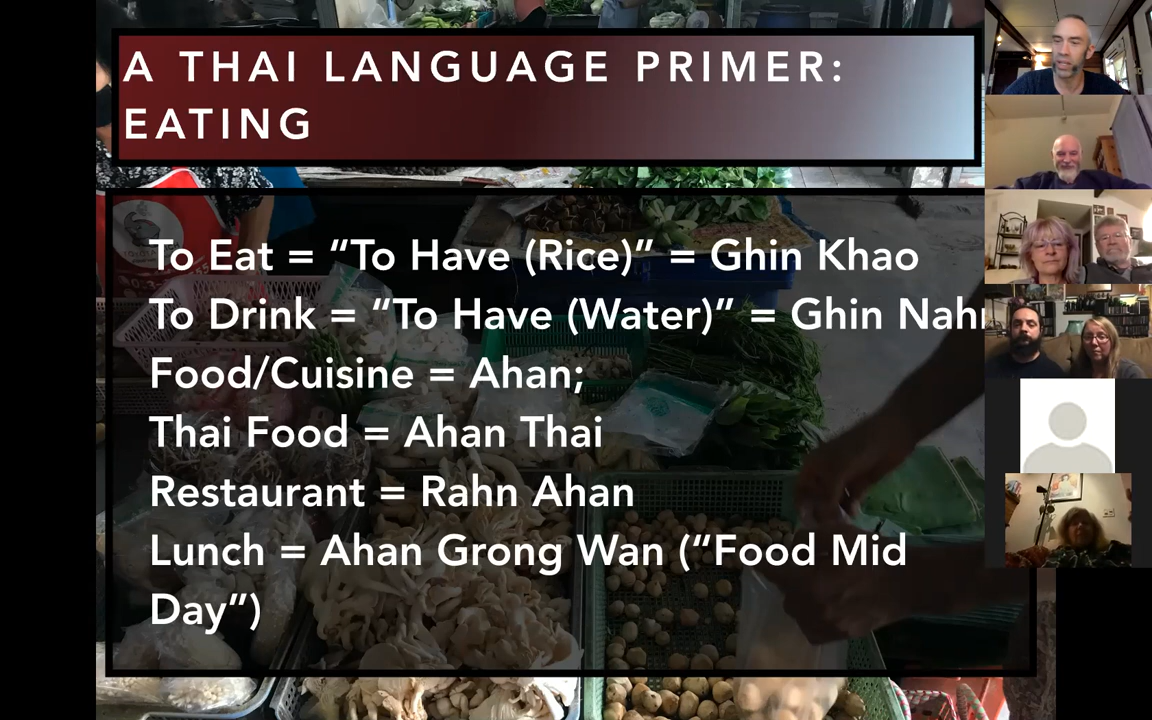 A THAI LANGUAGE PRIMER:
EATING
To Eat = “To Have (Rice)” = Ghin Khao
To Drink = “To Have (Water)” = Ghin
Food/Cuisine = Ahan;
Thai Food = Ahan Thai
Restaurant = Rahn Ahan
Lunch = Ahan Grong Wan (“Food Mid
Day”)